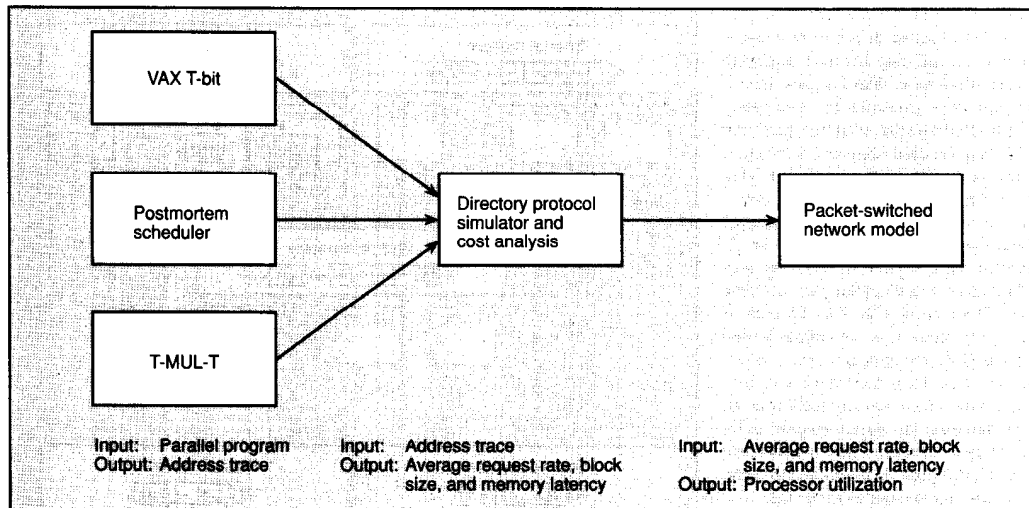 VAX T-bit
Postmortem
scheduler
T-MUL-T
Directory protocol
simulator and
cost analysis
Packet-switched
network model
Input: Parallel program
Output: Address trace
Input: Address trace
Output: Average request rate, block
size, and memory latency
Input: Average request rate, block
size, and memory latency
Output: Processor utilization